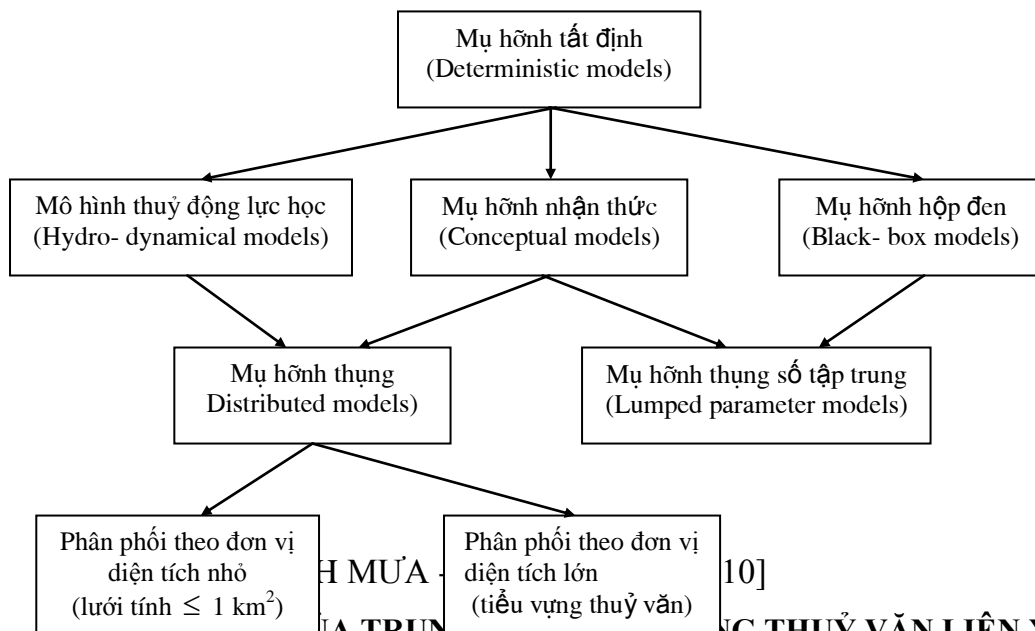 Mụ hỡnh tất định
(Deterministic models)
Mô hình thuỷ động lực học
(Hydro- dynamical models)
Mụ hỡnh nhận thức
(Conceptual models)
Mụ hỡnh hộp đen
(Black- box models)
Mụ hỡnh thụng
Distributed models)
Mụ hỡnh thụng số tập trung
(Lumped parameter models)
Phân phối theo đơn vị
diện tích nhỏ
(lưới tính ≤ 1 km²)
Phân phối theo đơn vị
diện tích lớn
(tiểu vựng thuỷ văn)
H MƯA - 10]
TRUN THUỶ VĂN LIÊN